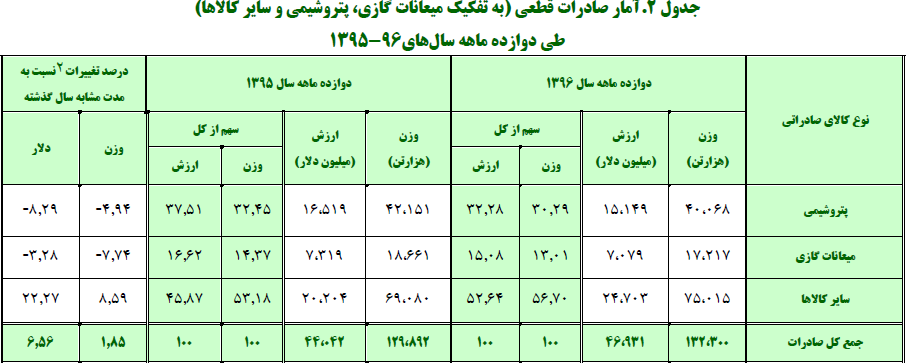 جدول ۲. آمار صادرات قطعی (به تفکیک میعانات گازی، پتروشیمی و سایر کالاها)
طی دوازده ماهه سال‌های ۹۶-۱۳۹۵
نوع کالای صادراتی دوازده ماهه سال ۱۳۹۶ دوازده ماهه سال ۱۳۹۵ درصد تغییرات۲ نسبت به مدت مشابه سال گذشته
وزن (هزارتن) ارزش (میلیون دلار) سهم از کل وزن (هزارتن) ارزش (میلیون دلار) سهم از کل وزن دلار
وزن ارزش وزن ارزش
پتروشیمی ۴۰،۰۶۸ ۱۵،۱۴۹ ۳۰,۲۹ ۳۲,۲۸ ۴۲،۱۵۱ ۱۶،۵۱۹ ۳۲,۴۵ ۳۷,۵۱ -۴,۹۴ -۸,۲۹
میعانات گازی ۱۷،۲۱۷ ۷،۰۷۹ ۱۳,۰۱ ۱۵,۰۸ ۱۸،۶۶۱ ۷،۳۱۹ ۱۴,۳۷ ۱۶,۶۲ -۷,۷۴ -۳,۲۸
سایر کالاها ۷۵،۰۱۵ ۲۴،۷۰۳ ۵۶,۷۰ ۵۲,۶۴ ۶۹،۰۸۰ ۲۰،۲۰۴ ۵۳,۱۸ ۴۵,۸۷ ۸,۵۹ ۲۲,۲۷
جمع کل صادرات ۱۳۲،۳۰۰ ۴۶،۹۳۱ ۱۰۰ ۱۰۰ ۱۲۹،۸۹۲ ۴۴،۰۴۲ ۱۰۰ ۱۰۰ ۱,۸۵ ۶,۵۶